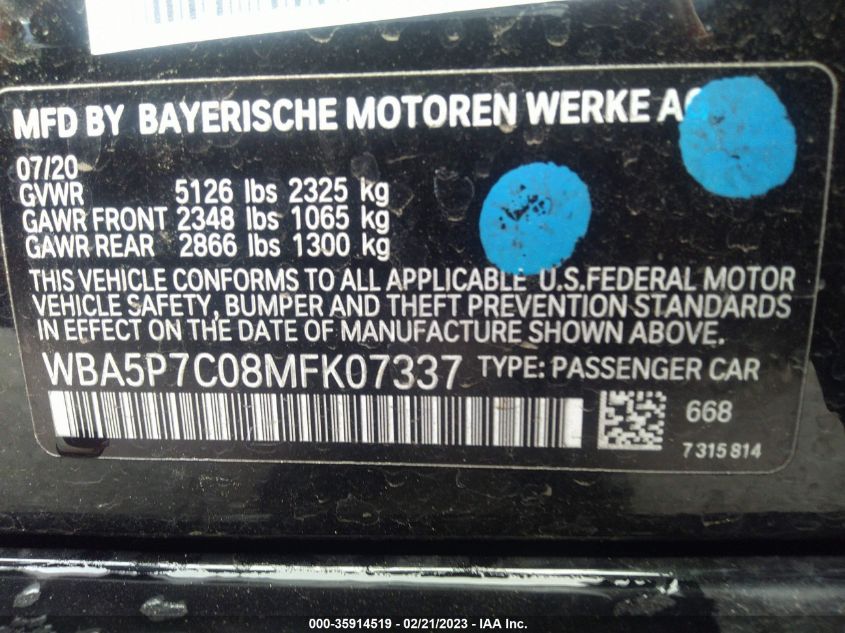 MFD BY BAYERISCHE MOTOREN WERKE AG
07/20
GVWR 5126 lbs 2325 kg
GAWR FRONT 2348 lbs 1065 kg
GAWR REAR 2866 lbs 1300 kg
THIS VEHICLE CONFORMS TO ALL APPLICABLE U.S.FEDERAL MOTOR
VEHICLE SAFETY, BUMPER AND THEFT PREVENTION STANDARDS
IN EFFECT ON THE DATE OF MANUFACTURE SHOWN ABOVE.
WBA5P7C08MFK07337 TYPE: PASSENGER CAR
668
7315814
000-35914519 - 02/21/2023 - IAA Inc.